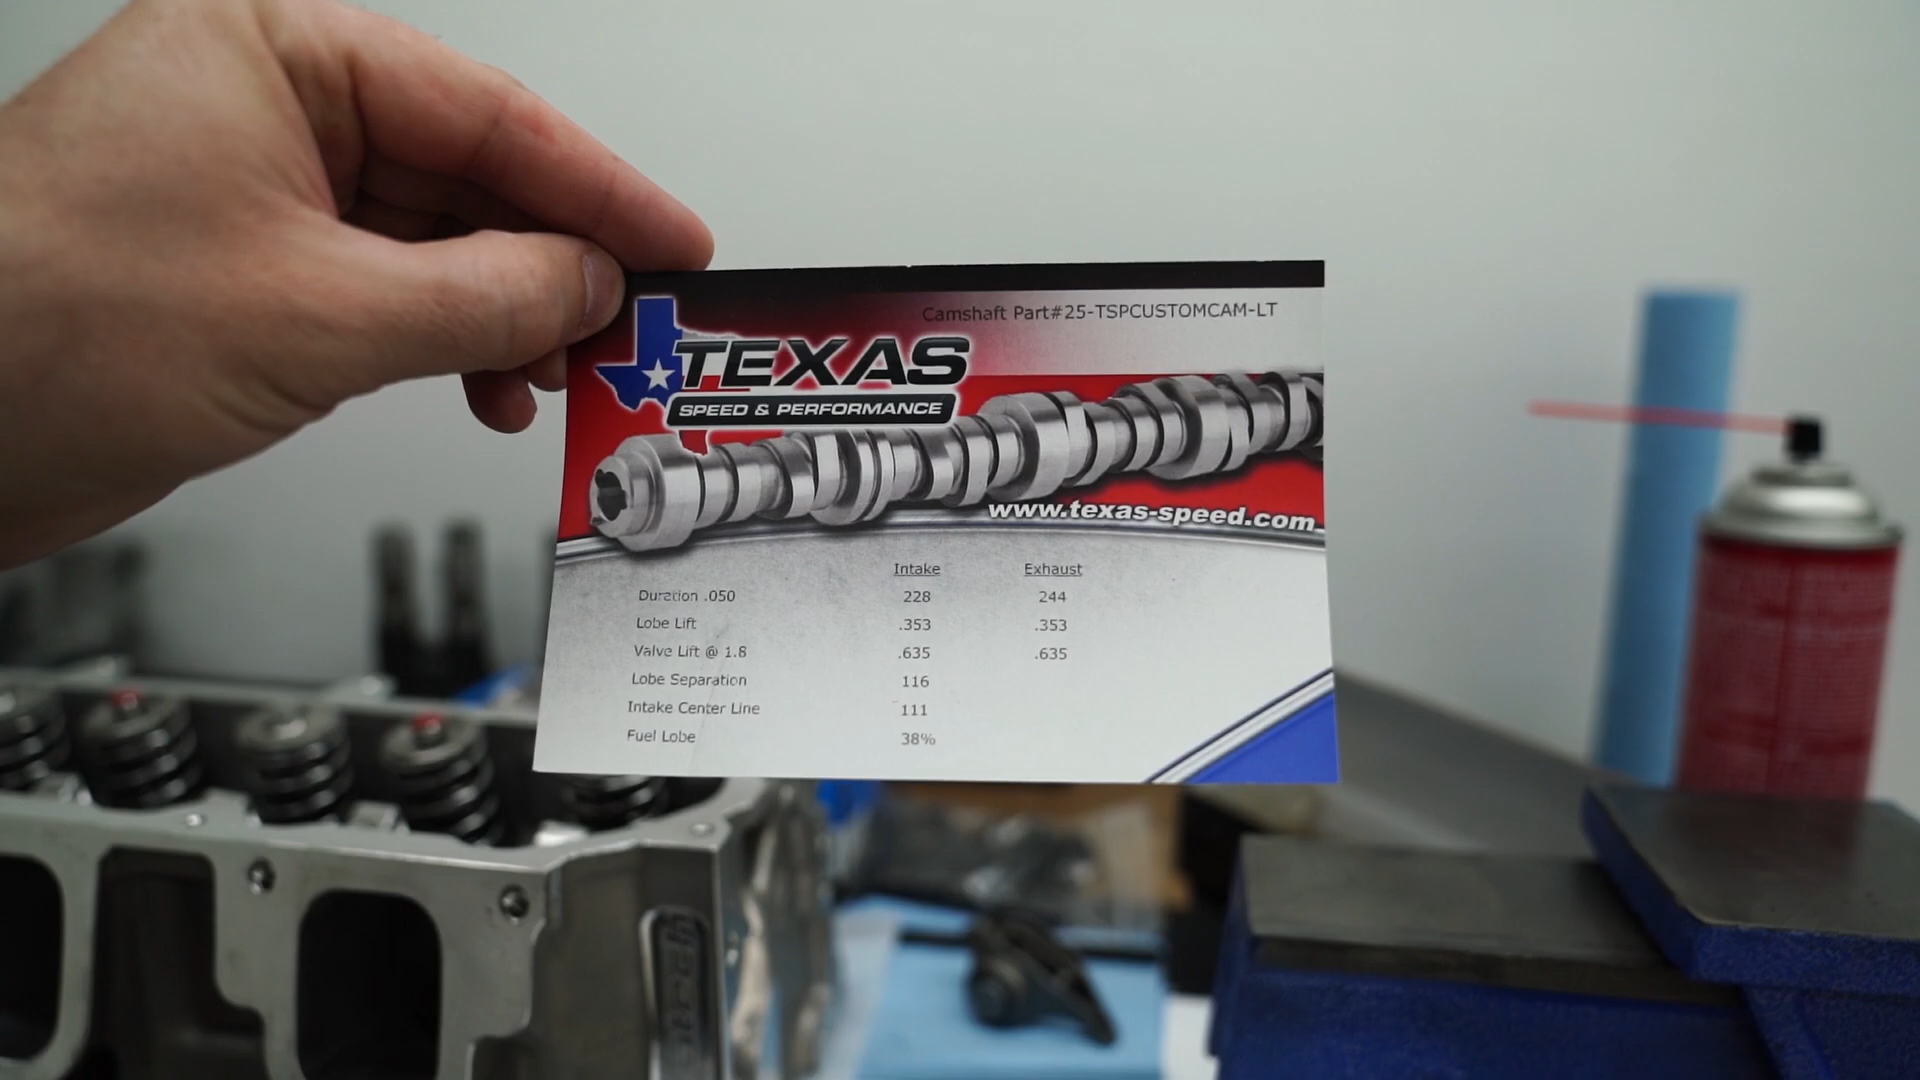 Camshaft Part#25-TSPCUSTOMCAM-LT
TEXAS
SPEED & PERFORMANCE
www.texas-speed.com
Intake Exhaust
Duration .050 228 244
Lobe Lift .353 .353
Valve Lift @ 1.8 .635 .635
Lobe Separation 116
Intake Center Line 111
Fuel Lobe 38%